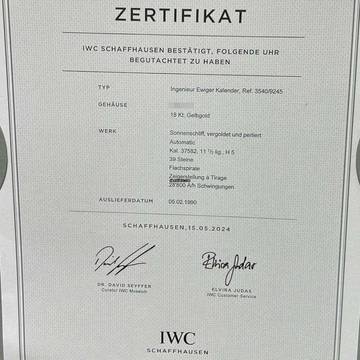 ZERTIFIKAT
IWC SCHAFFHAUSEN BESTÄTIGT, FOLGENDE UHR
BEGUTACHTET ZU HABEN
TYP Ingenieur Ewiger Kalender, Ref. 3540/9245
GEHÄUSE
18 Kt. Gelbgold
WERK Sonnenschliff, vergoldet und perliert
Automatic
Kal. 37582, 11 ½ lig., H 5
39 Steine
Flachspirale
Zeigerstellung à Tirage
28'800 A/h Schwingungen
AUSLIEFERDATUM 05.02.1990
SCHAFFHAUSEN, 15.05.2024
DR. DAVID SEYFFER
Curator IWC Museum
Elvira Judas
ELVIRA JUDAS
IWC Customer Service
IWC
SCHAFFHAUSEN